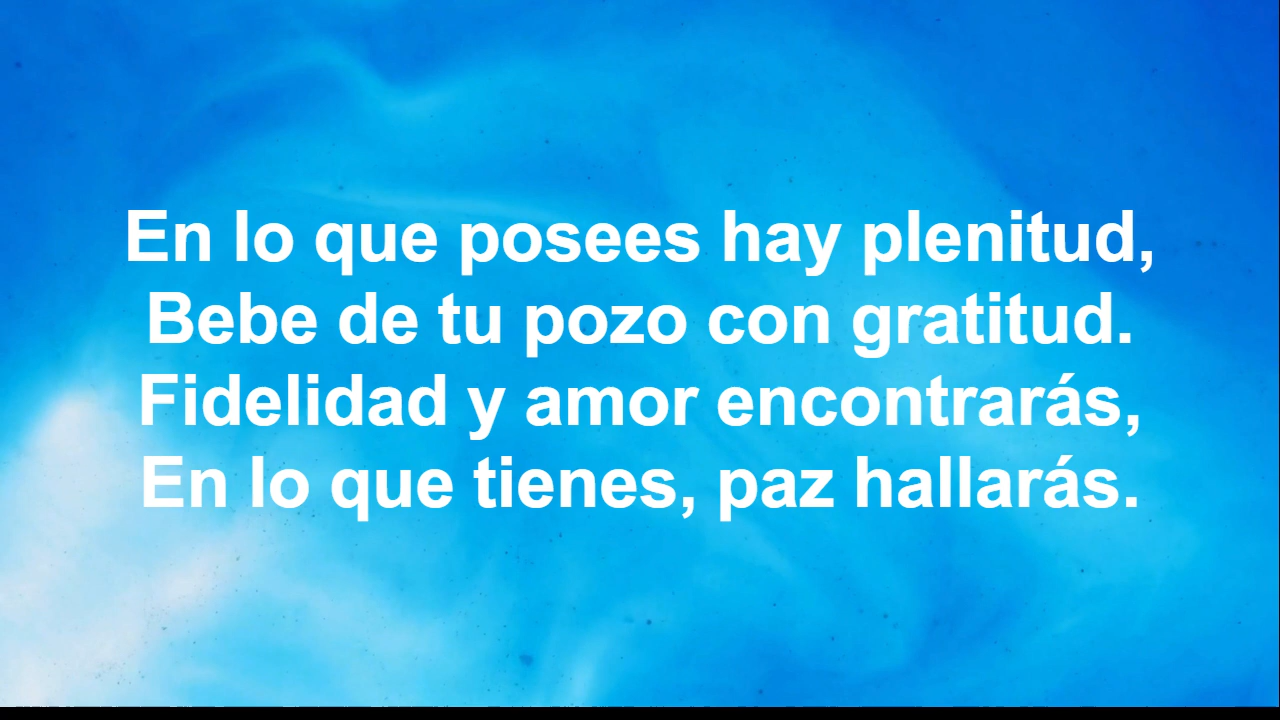 En lo que posees hay plenitud,
Bebe de tu pozo con gratitud.
Fidelidad y amor encontrarás,
En lo que tienes, paz hallarás.